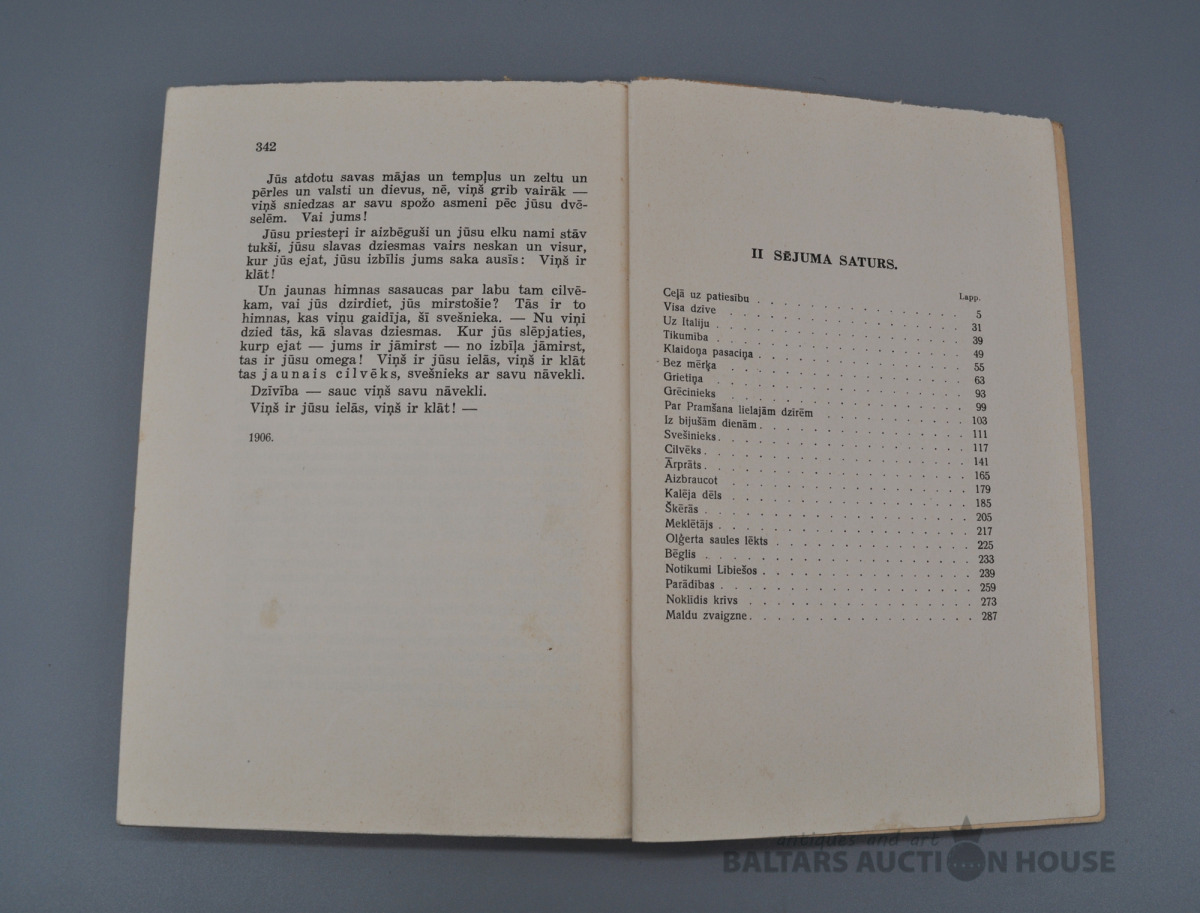 342
Jūs atdotu savas mājas un tempļus un zeltu un
pērles un valsti un dievus, nē, viņš grib vairāk —
viņš sniedzas ar savu spožo asmeni pēc jūsu dvē-
selēm. Vai jums!
Jūsu priesteŗi ir aizbēguši un jūsu elku nami stāv
tukši, jūsu slavas dziesmas vairs neskan un visur,
kur jūs ejat, jūsu izbīlis jums saka ausīs: Viņš ir
klāt!
Un jaunas himnas sasaucas par labu tam cilvē-
kam, vai jūs dzirdiet, jūs mirstošie? Tās ir to
himnas, kas viņu gaidīja, šī svešnieka. — Nu viņi
dzied tās, kā slavas dziesmas. Kur jūs slēpjaties,
kurp ejat — jums ir jāmirst — no izbīļa jāmirst,
tas ir jūsu omega! Viņš ir jūsu ielās, viņš ir klāt
tas jaunais cilvēks, svešnieks ar savu nāvekli.
Dzīvība — sauc viņš savu nāvekli.
Viņš ir jūsu ielās, viņš ir klāt! —
1906.
II SĒJUMA SATURS.
Lapp.
Ceļā uz patiesību . . . . . . . . . . . . . . 5
Visa dzīve . . . . . . . . . . . . . . . . 31
Uz Italiju . . . . . . . . . . . . . . . . 39
Tikumība . . . . . . . . . . . . . . . . 49
Klaidoņa pasaciņa . . . . . . . . . . . . . 55
Bez mērķa . . . . . . . . . . . . . . . . 63
Grietiņa . . . . . . . . . . . . . . . . 93
Grēcinieks . . . . . . . . . . . . . . . . 99
Par Pramšana lielajām dzīrēm . . . . . . . . . 103
Iz bijušām dienām . . . . . . . . . . . . . 111
Svešinieks . . . . . . . . . . . . . . . . 117
Cilvēks . . . . . . . . . . . . . . . . . 141
Ārprāts . . . . . . . . . . . . . . . . . 165
Aizbraucot . . . . . . . . . . . . . . . . 179
Kalēja dēls . . . . . . . . . . . . . . . 185
Škērās . . . . . . . . . . . . . . . . . 205
Meklētājs . . . . . . . . . . . . . . . . 217
Oļģerta saules lēkts . . . . . . . . . . . . 225
Bēglis . . . . . . . . . . . . . . . . . 233
Notikumi Libiešos . . . . . . . . . . . . . 239
Parādības . . . . . . . . . . . . . . . . 259
Noklīdis krivs . . . . . . . . . . . . . . 273
Maldu zvaigzne . . . . . . . . . . . . . . 287
antiques and art
BALTARS AUCTION HOUSE